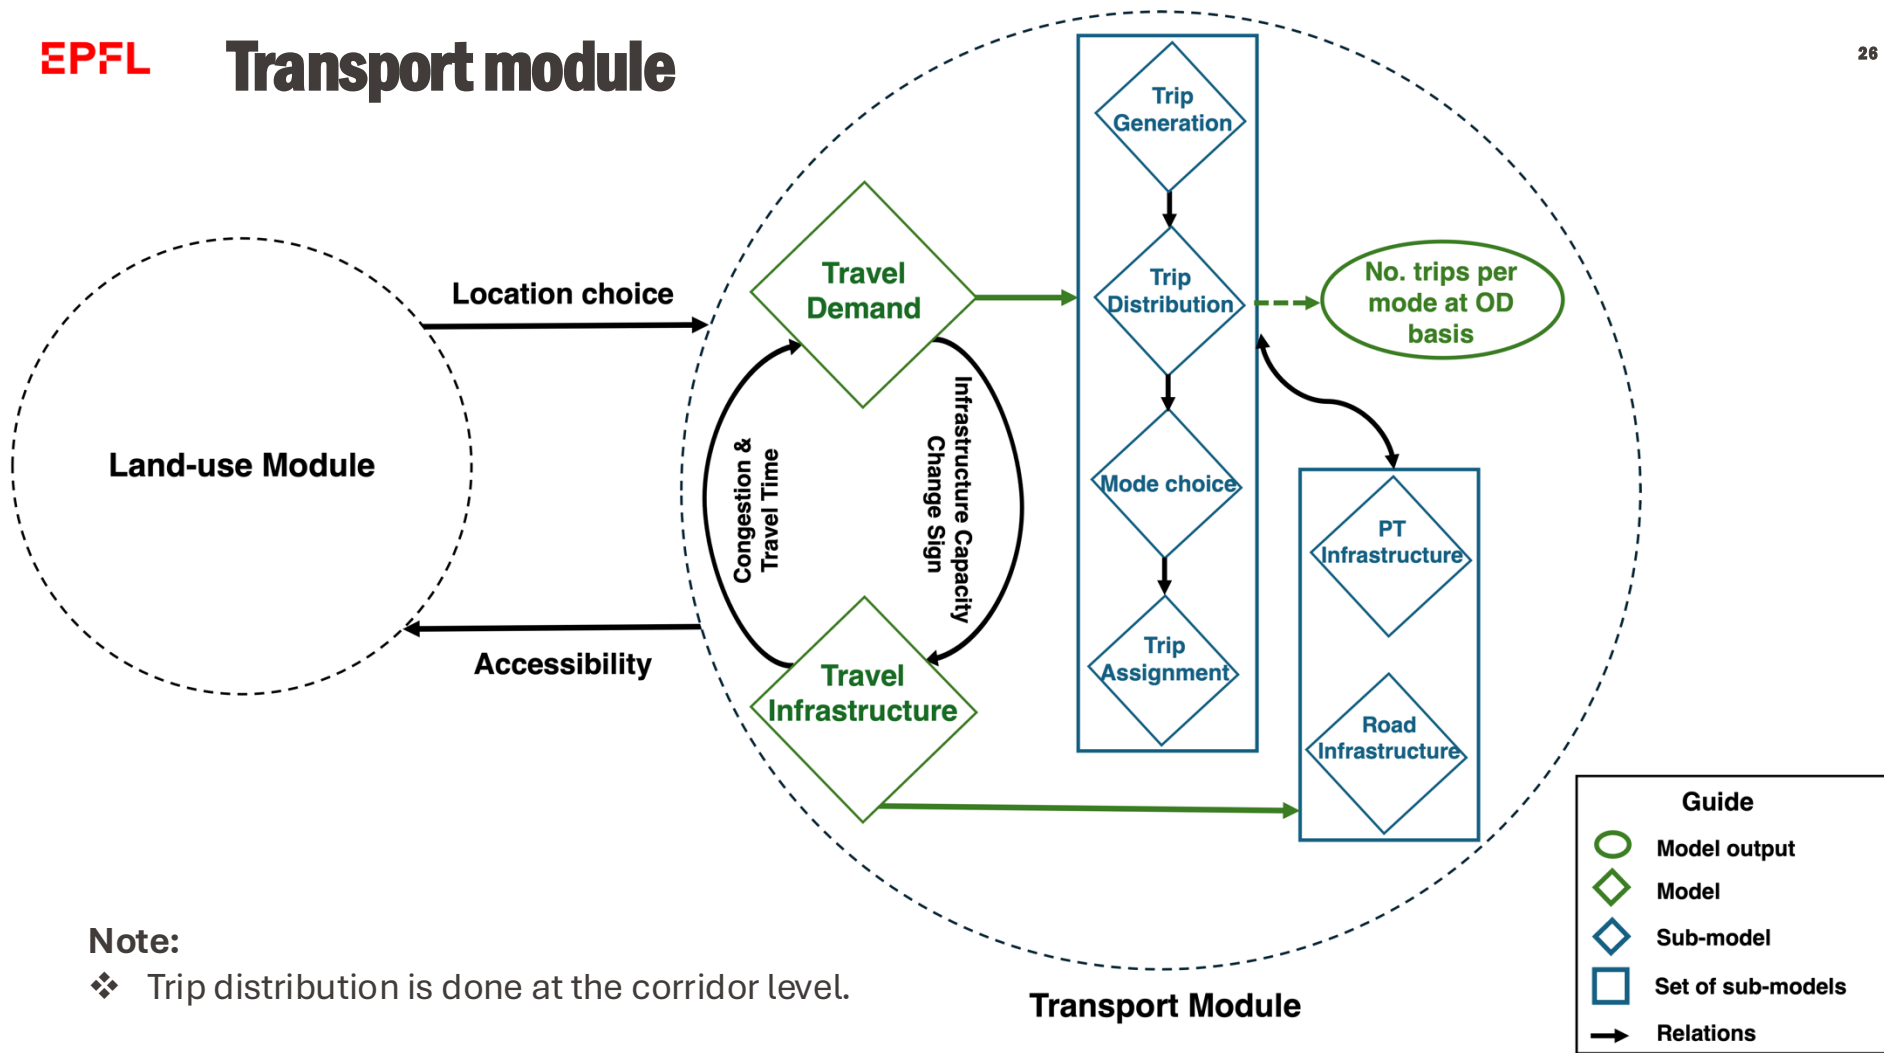 EPFL
Transport module
26
Trip
Generation
Travel
Demand
Trip
Distribution
No. trips per
mode at OD
basis
Location choice
Land-use Module
Congestion &
Travel Time
Infrastructure Capacity
Change Sign
Mode choice
PT
Infrastructure
Accessibility
Travel
Infrastructure
Trip
Assignment
Road
Infrastructure
Guide
Model output
Model
Sub-model
Set of sub-models
Relations
Note:
❖ Trip distribution is done at the corridor level.
Transport Module